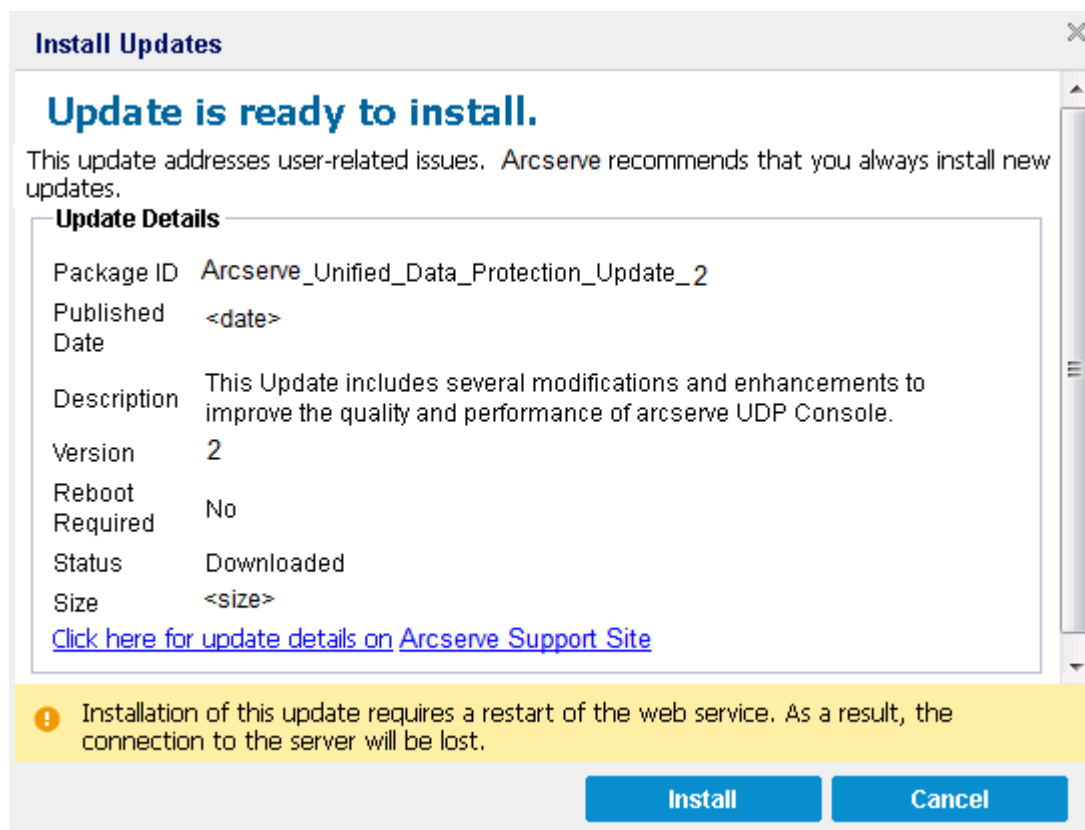 Install Updates
Update is ready to install.
This update addresses user-related issues. Arcserve recommends that you always install new
updates.
Update Details
Package ID Arcserve_Unified_Data_Protection_Update_2
Published
Date <date>
Description This Update includes several modifications and enhancements to
improve the quality and performance of arcserve UDP Console.
Version 2
Reboot
Required No
Status Downloaded
Size <size>
Click here for update details on Arcserve Support Site
Installation of this update requires a restart of the web service. As a result, the
connection to the server will be lost.
Install Cancel